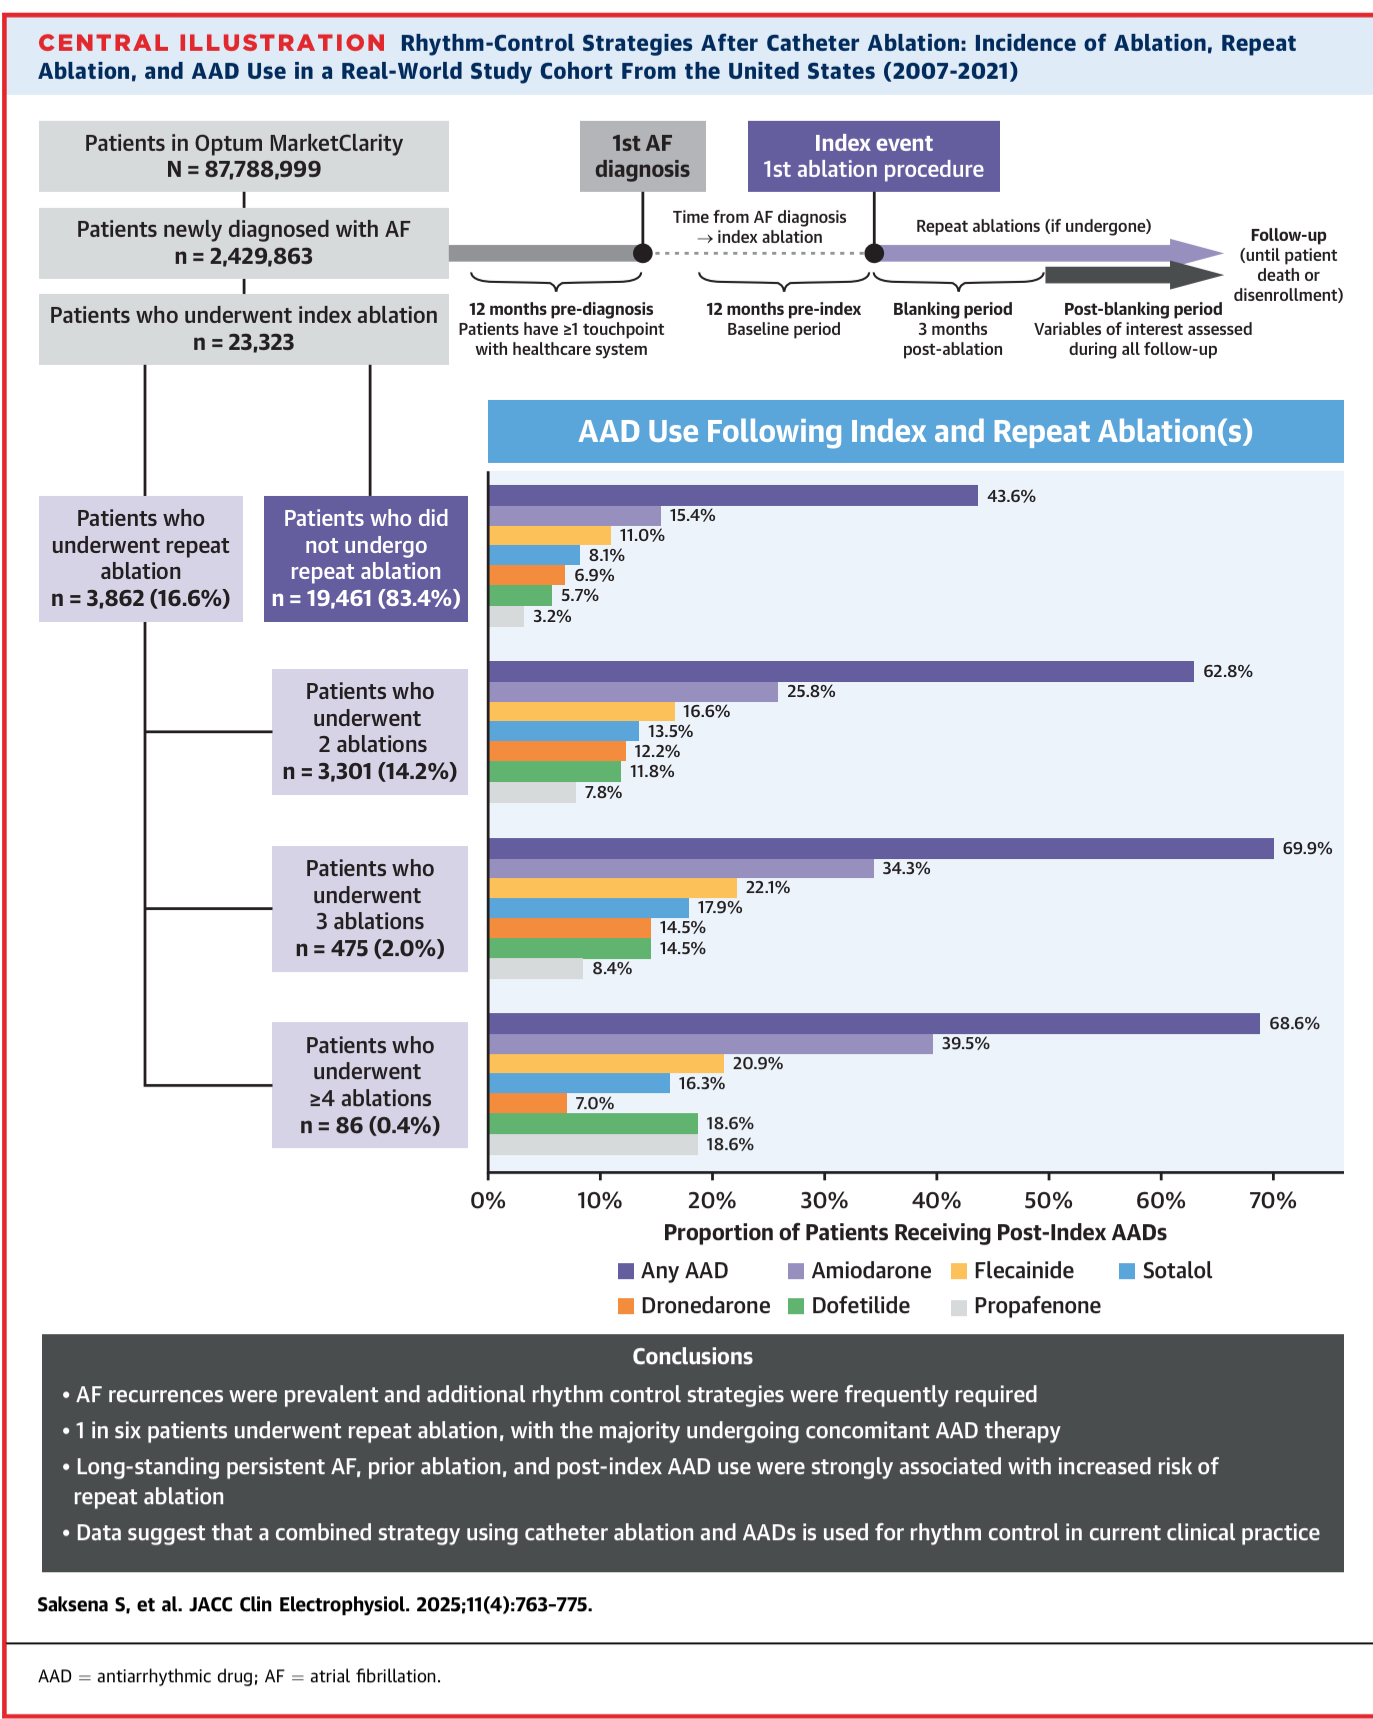 CENTRAL ILLUSTRATION Rhythm-Control Strategies After Catheter Ablation: Incidence of Ablation, Repeat
Ablation, and AAD Use in a Real-World Study Cohort From the United States (2007-2021)
Patients in Optum MarketClarity
N = 87,788,999
Patients newly diagnosed with AF
n = 2,429,863
Patients who underwent index ablation
n = 23,323
1st AF
diagnosis
Index event
1st ablation procedure
Time from AF diagnosis
→ index ablation
Repeat ablations (if undergone)
Follow-up
(until patient
death or
disenrollment)
12 months pre-diagnosis
Patients have ≥1 touchpoint
with healthcare system
12 months pre-index
Baseline period
Blanking period
3 months
post-ablation
Post-blanking period
Variables of interest assessed
during all follow-up
AAD Use Following Index and Repeat Ablation(s)
Patients who
underwent repeat
ablation
n = 3,862 (16.6%)
Patients who did
not undergo
repeat ablation
n = 19,461 (83.4%)
43.6%
15.4%
11.0%
8.1%
6.9%
5.7%
3.2%
Patients who
underwent
2 ablations
n = 3,301 (14.2%)
62.8%
25.8%
16.6%
13.5%
12.2%
11.8%
7.8%
Patients who
underwent
3 ablations
n = 475 (2.0%)
69.9%
34.3%
22.1%
17.9%
14.5%
14.5%
8.4%
Patients who
underwent
≥4 ablations
n = 86 (0.4%)
68.6%
39.5%
20.9%
16.3%
7.0%
18.6%
18.6%
0% 10% 20% 30% 40% 50% 60% 70%
Proportion of Patients Receiving Post-Index AADs
Any AAD Amiodarone Flecainide Sotalol
Dronedarone Dofetilide Propafenone
Conclusions
• AF recurrences were prevalent and additional rhythm control strategies were frequently required
• 1 in six patients underwent repeat ablation, with the majority undergoing concomitant AAD therapy
• Long-standing persistent AF, prior ablation, and post-index AAD use were strongly associated with increased risk of
repeat ablation
• Data suggest that a combined strategy using catheter ablation and AADs is used for rhythm control in current clinical practice
Saksena S, et al. JACC Clin Electrophysiol. 2025;11(4):763–775.
AAD = antiarrhythmic drug; AF = atrial fibrillation.